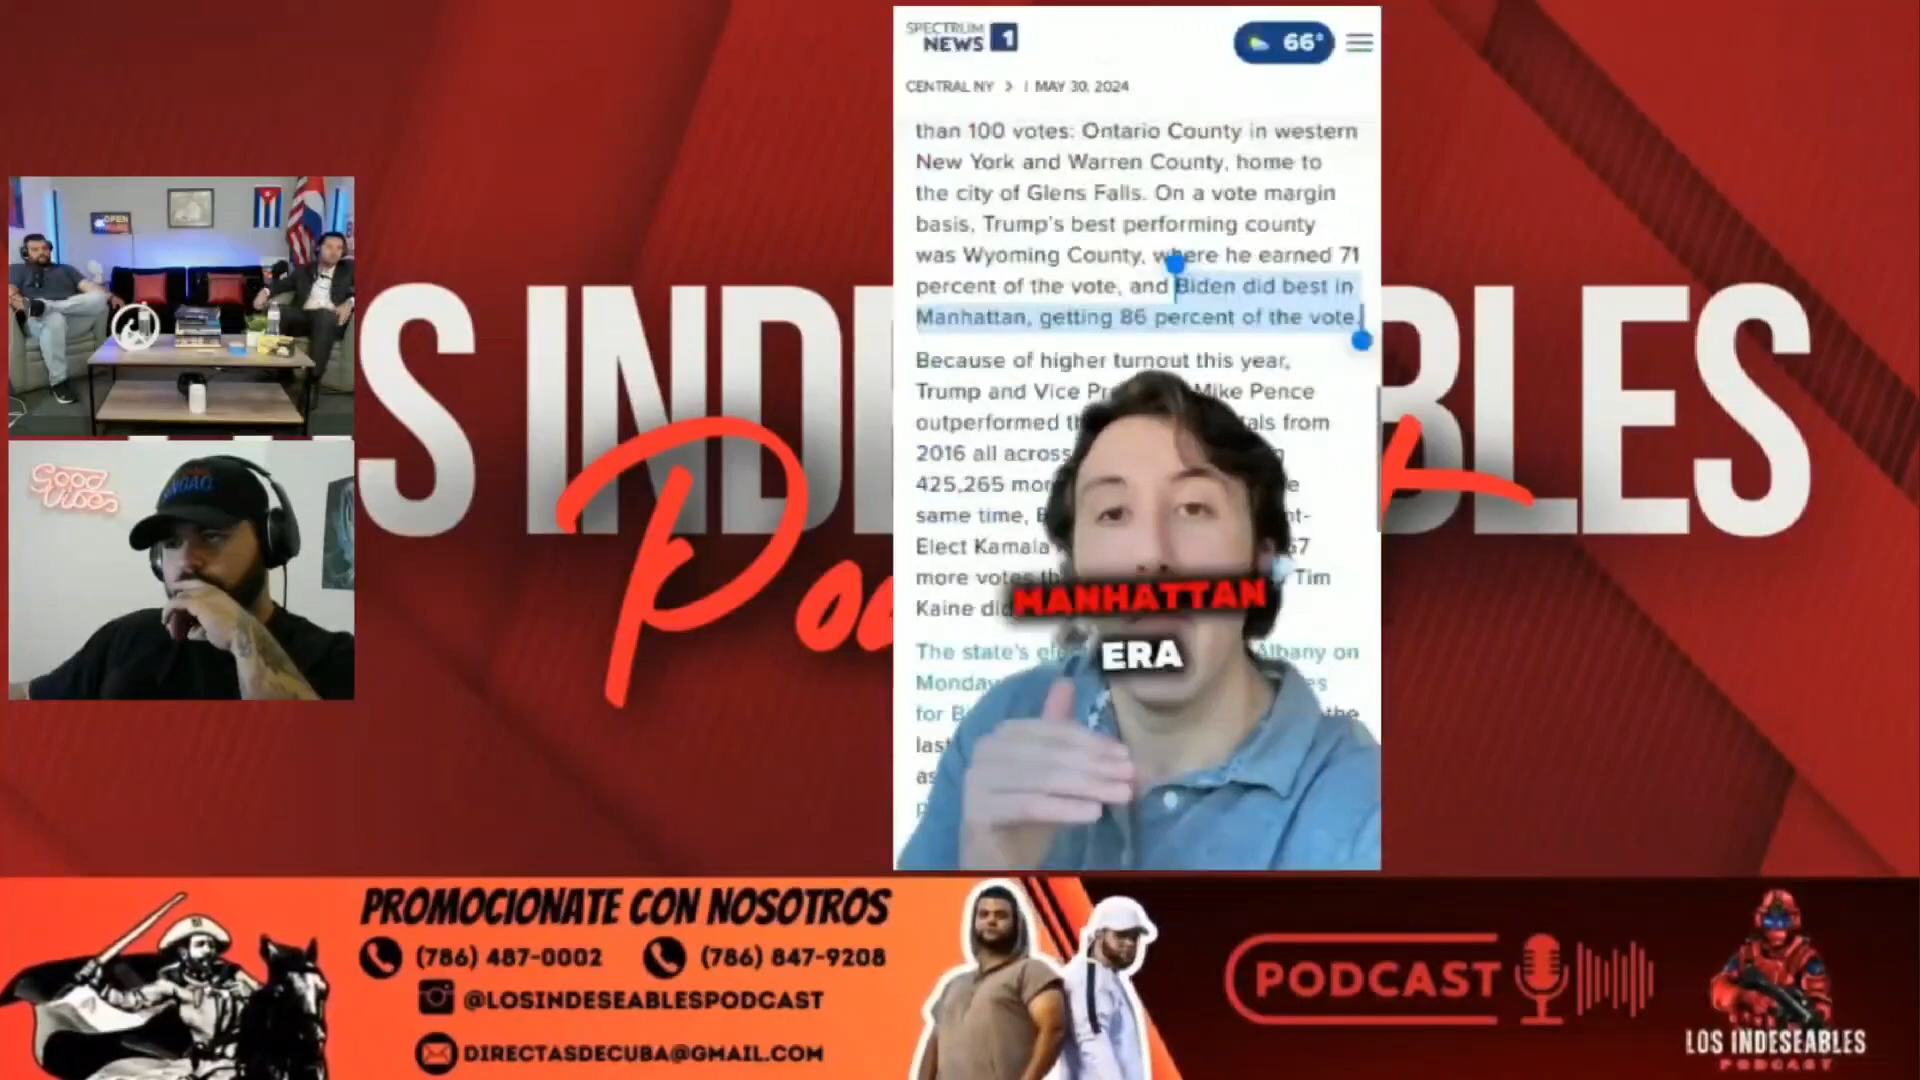 SPECTRUM
NEWS 1
66°
CENTRAL NY > | MAY 30, 2024
than 100 votes: Ontario County in western
New York and Warren County, home to
the city of Glens Falls. On a vote margin
basis, Trump's best performing county
was Wyoming County, where he earned 71
percent of the vote, and Biden did best in
Manhattan, getting 86 percent of the vote.
Because of higher turnout this year,
Trump and Vice Mike Pence
outperformed from
2016 all across
425,265
same time,
Elect Kamala
more votes Tim
Kaine
MANHATTAN
ERA
The state's Albany on
Monday
for the
last
as
OPEN
Good
Vibes
S INDE BLES
PROMOCIONATE CON NOSOTROS
(786) 487-0002 (786) 847-9208
@LOSINDESEABLESPODCAST
DIRECTASDECUBA@GMAIL.COM
PODCAST
LOS INDESEABLES
PODCAST